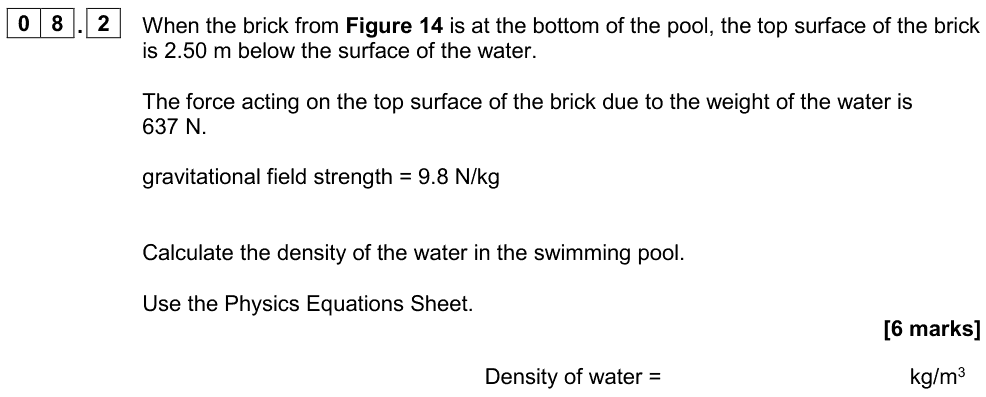 0 8 . 2 When the brick from Figure 14 is at the bottom of the pool, the top surface of the brick
is 2.50 m below the surface of the water.
The force acting on the top surface of the brick due to the weight of the water is
637 N.
gravitational field strength = 9.8 N/kg
Calculate the density of the water in the swimming pool.
Use the Physics Equations Sheet.
[6 marks]
Density of water = kg/m³